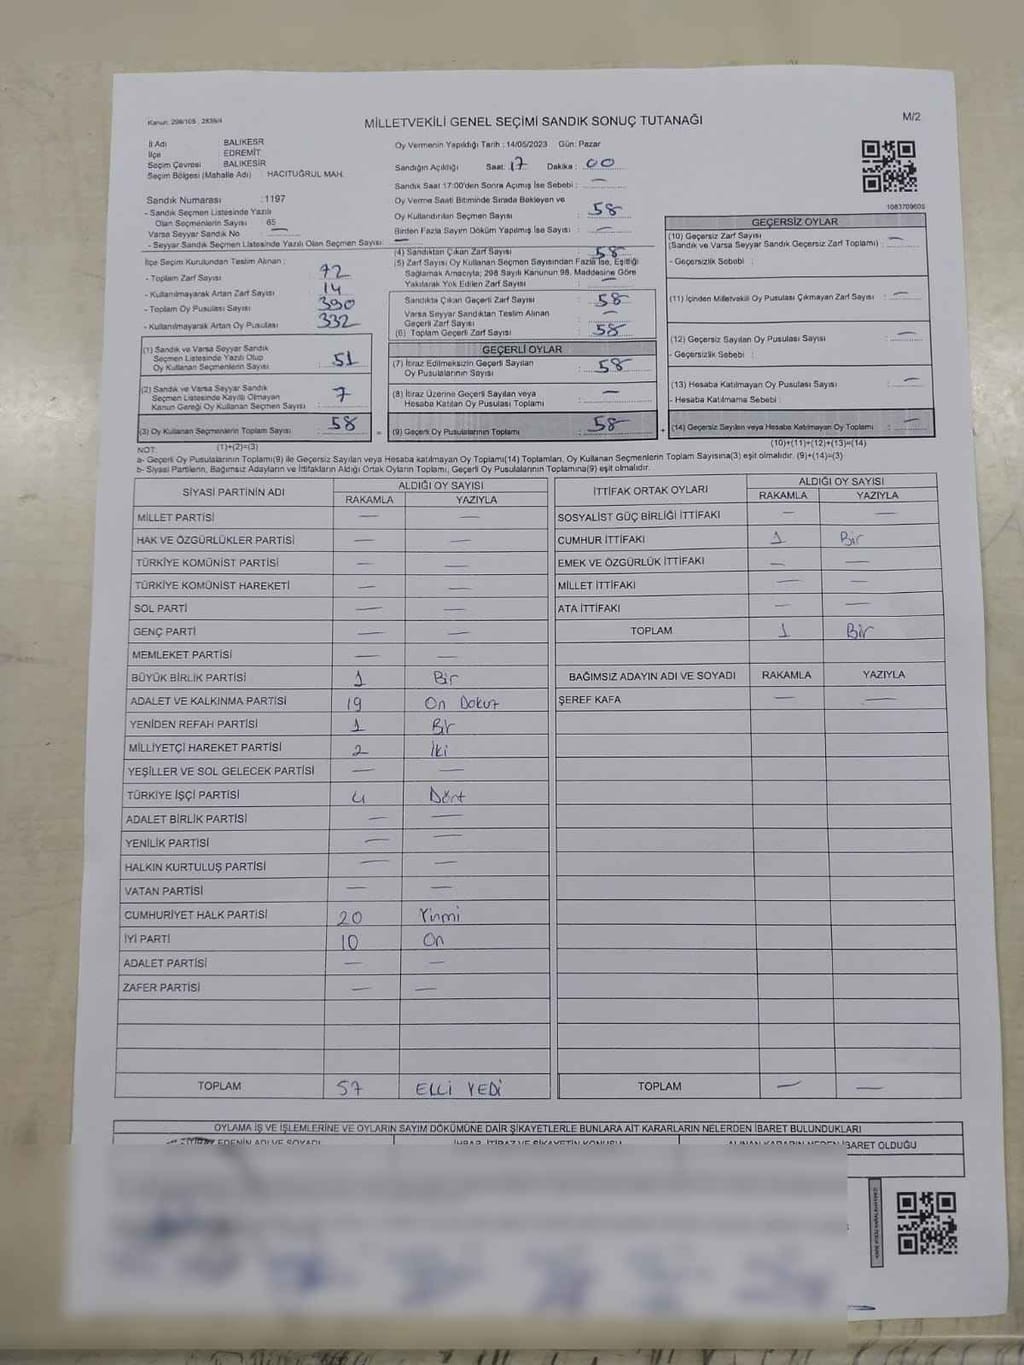 Kanun: 298/105 , 2839/4
MİLLETVEKİLİ GENEL SEÇİMİ SANDIK SONUÇ TUTANAĞI
M/2
İl Adı BALIKESR
İlçe EDREMİT
Seçim Çevresi BALIKESİR
Seçim Bölgesi (Mahalle Adı) : HACITUĞRUL MAH.
Sandık Numarası :1197
- Sandık Seçmen Listesinde Yazılı
Olan Seçmenlerin Sayısı 65
Varsa Seyyar Sandık No —
- Seyyar Sandık Seçmen Listesinde Yazılı Olan Seçmen Sayısı : —
Oy Vermenin Yapıldığı Tarih : 14/05/2023 Gün: Pazar
Sandığın Açıklığı Saat: 17 Dakika : 00
Sandık Saat 17:00'den Sonra Açımış İse Sebebi : —
Oy Verme Saati Bitiminde Sırada Bekleyen ve
Oy Kullandırılan Seçmen Sayısı : 58
Birden Fazla Sayım Döküm Yapılmış İse Sayısı : —
1083709605
İlçe Seçim Kurulundan Teslim Alınan :
- Toplam Zarf Sayısı : 72
- Kullanılmayarak Artan Zarf Sayısı : 14
- Toplam Oy Pusulası Sayısı : 390
- Kullanılmayarak Artan Oy Pusulası : 332
(4) Sandıktan Çıkan Zarf Sayısı : 58
(5) Zarf Sayısı Oy Kullanan Seçmen Sayısından Fazla İse, Eşitliği
Sağlamak Amacıyla; 298 Sayılı Kanunun 98. Maddesine Göre
Yakılarak Yok Edilen Zarf Sayısı : —
Sandıkta Çıkan Geçerli Zarf Sayısı : 58
Varsa Seyyar Sandıktan Teslim Alınan
Geçerli Zarf Sayısı : —
(6) Toplam Geçerli Zarf Sayısı : 58
GEÇERSİZ OYLAR
(10) Geçersiz Zarf Sayısı
(Sandık ve Varsa Seyyar Sandık Geçersiz Zarf Toplamı) : —
- Geçersizlik Sebebi :
(11) İçinden Milletvekili Oy Pusulası Çıkmayan Zarf Sayısı : —
(12) Geçersiz Sayılan Oy Pusulası Sayısı : —
- Geçersizlik Sebebi :
(13) Hesaba Katılmayan Oy Pusulası Sayısı : —
- Hesaba Katılmama Sebebi :
(14) Geçersiz Sayılan veya Hesaba Katılmayan Oy Toplamı : —
(1) Sandık ve Varsa Seyyar Sandık
Seçmen Listesinde Yazılı Olup
Oy Kullanan Seçmenlerin Sayısı : 51
(2) Sandık ve Varsa Seyyar Sandık
Seçmen Listesinde Kayıtlı Olmayan
Kanun Gereği Oy Kullanan Seçmen Sayısı : 7
(3) Oy Kullanan Seçmenlerin Toplam Sayısı : 58
GEÇERLİ OYLAR
(7) İtiraz Edilmeksizin Geçerli Sayılan
Oy Pusulalarının Sayısı : 58
(8) İtiraz Üzerine Geçerli Sayılan veya
Hesaba Katılan Oy Pusulası Toplamı : —
= (9) Geçerli Oy Pusulalarının Toplamı : 58 +
NOT: (1)+(2)=(3) (10)+(11)+(12)+(13)=(14)
a- Geçerli Oy Pusulalarının Toplamı(9) ile Geçersiz Sayılan veya Hesaba katılmayan Oy Toplamı(14) Toplamları, Oy Kullanan Seçmenlerin Toplam Sayısına(3) eşit olmalıdır. (9)+(14)=(3)
b- Siyasi Partilerin, Bağımsız Adayların ve İttifakların Aldığı Ortak Oyların Toplamı, Geçerli Oy Pusulalarının Toplamına(9) eşit olmalıdır.
SİYASİ PARTİNİN ADI ALDIĞI OY SAYISI
RAKAMLA YAZIYLA
MİLLET PARTİSİ — —
HAK VE ÖZGÜRLÜKLER PARTİSİ — —
TÜRKİYE KOMÜNİST PARTİSİ — —
TÜRKİYE KOMÜNİST HAREKETİ — —
SOL PARTİ — —
GENÇ PARTİ — —
MEMLEKET PARTİSİ — —
BÜYÜK BİRLİK PARTİSİ 1 Bir
ADALET VE KALKINMA PARTİSİ 19 On Dokuz
YENİDEN REFAH PARTİSİ 1 Bir
MİLLİYETÇİ HAREKET PARTİSİ 2 İki
YEŞİLLER VE SOL GELECEK PARTİSİ — —
TÜRKİYE İŞÇİ PARTİSİ 4 Dört
ADALET BİRLİK PARTİSİ — —
YENİLİK PARTİSİ — —
HALKIN KURTULUŞ PARTİSİ — —
VATAN PARTİSİ — —
CUMHURİYET HALK PARTİSİ 20 Yirmi
İYİ PARTİ 10 On
ADALET PARTİSİ — —
ZAFER PARTİSİ — —
TOPLAM 57 ELLİ YEDİ
İTTİFAK ORTAK OYLARI ALDIĞI OY SAYISI
RAKAMLA YAZIYLA
SOSYALİST GÜÇ BİRLİĞİ İTTİFAKI — —
CUMHUR İTTİFAKI 1 Bir
EMEK VE ÖZGÜRLÜK İTTİFAKI — —
MİLLET İTTİFAKI — —
ATA İTTİFAKI — —
TOPLAM 1 Bir
BAĞIMSIZ ADAYIN ADI VE SOYADI RAKAMLA YAZIYLA
ŞEREF KAFA — —
TOPLAM — —
OYLAMA İŞ VE İŞLEMLERİNE VE OYLARIN SAYIM DÖKÜMÜNE DAİR ŞİKAYETLERLE BUNLARA AİT KARARLARIN NELERDEN İBARET BULUNDUKLARI
EDENİN ADI VE SOYADI İHBAR, İTİRAZ VE ŞİKAYETİN KONUSU ALINAN KARARIN NEDEN İBARET OLDUĞU